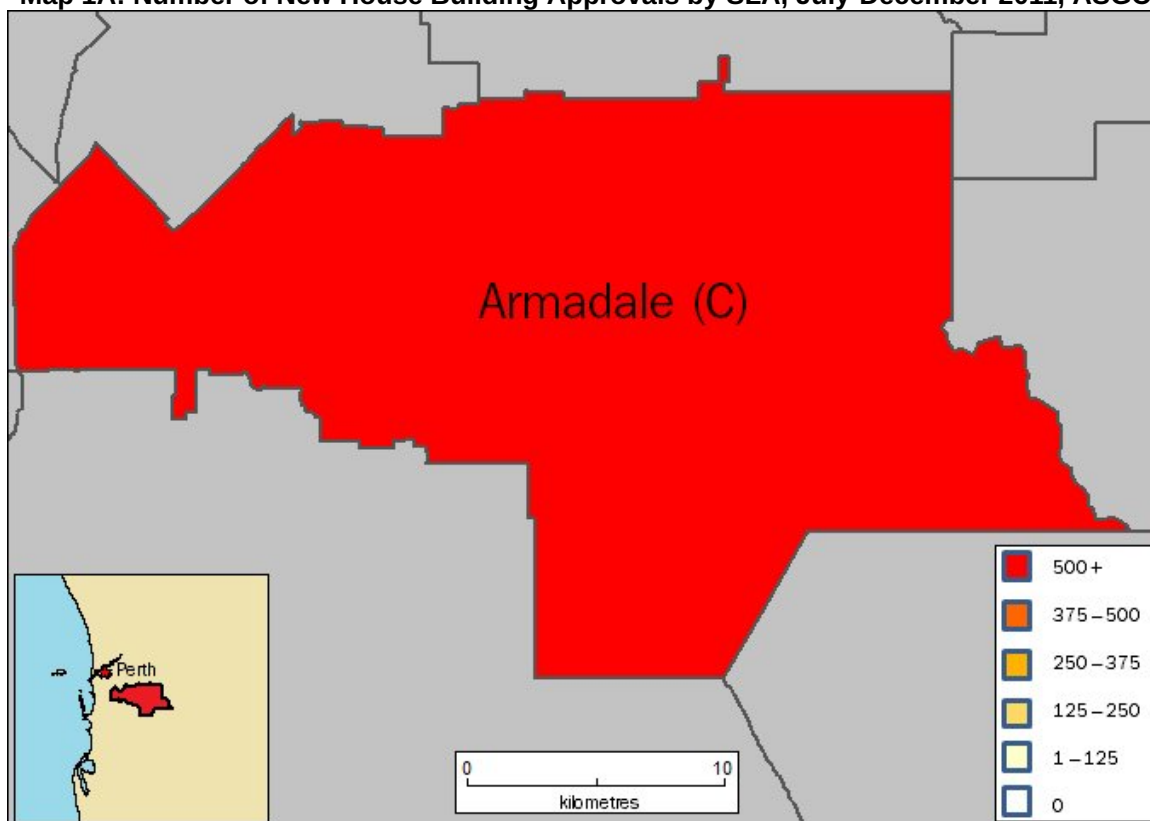 Map 1A: Number of New House Building Approvals by SLA, July-December 2011, ASGC
Armadale (C)
Perth
0 10
kilometres
500+
375–500
250–375
125–250
1–125
0